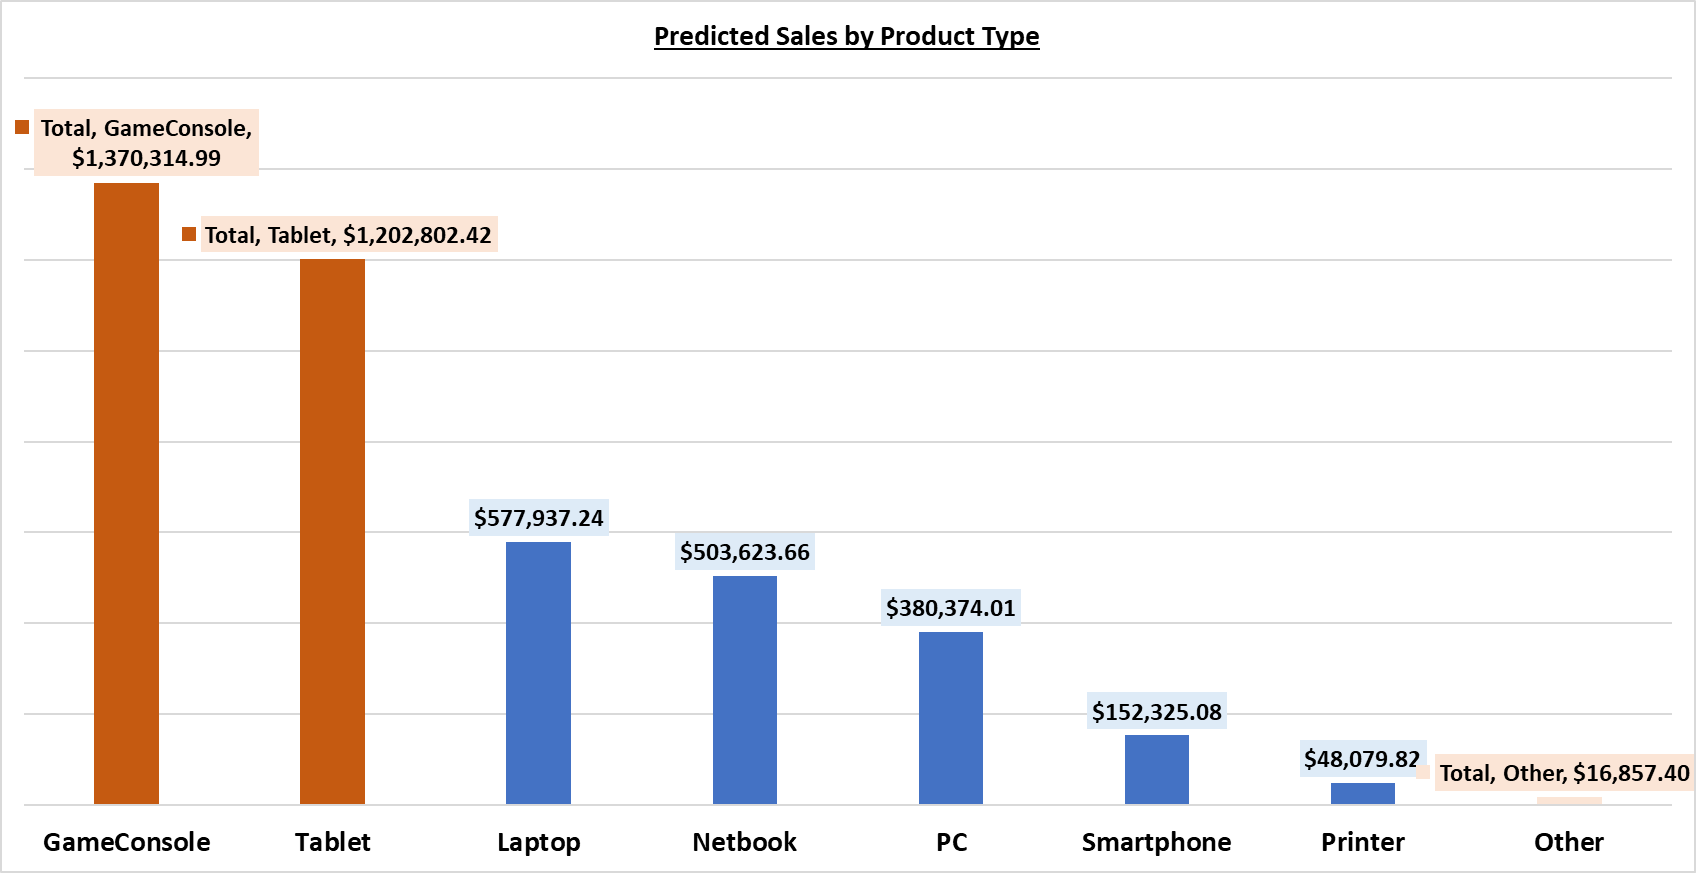 Predicted Sales by Product Type
Total, GameConsole,
$1,370,314.99
Total, Tablet, $1,202,802.42
$577,937.24
$503,623.66
$380,374.01
$152,325.08
$48,079.82
Total, Other, $16,857.40
GameConsole Tablet Laptop Netbook PC Smartphone Printer Other